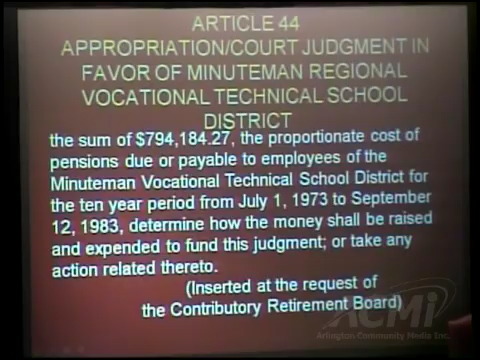 ARTICLE 44
APPROPRIATION/COURT JUDGMENT IN
FAVOR OF MINUTEMAN REGIONAL
VOCATIONAL TECHNICAL SCHOOL
DISTRICT
the sum of $794,184.27, the proportionate cost of
pensions due or payable to employees of the
Minuteman Vocational Technical School District for
the ten year period from July 1, 1973 to September
12, 1983, determine how the money shall be raised
and expended to fund this judgment; or take any
action related thereto.
(Inserted at the request of
the Contributory Retirement Board)
ACMi
Arlington Community Media Inc.